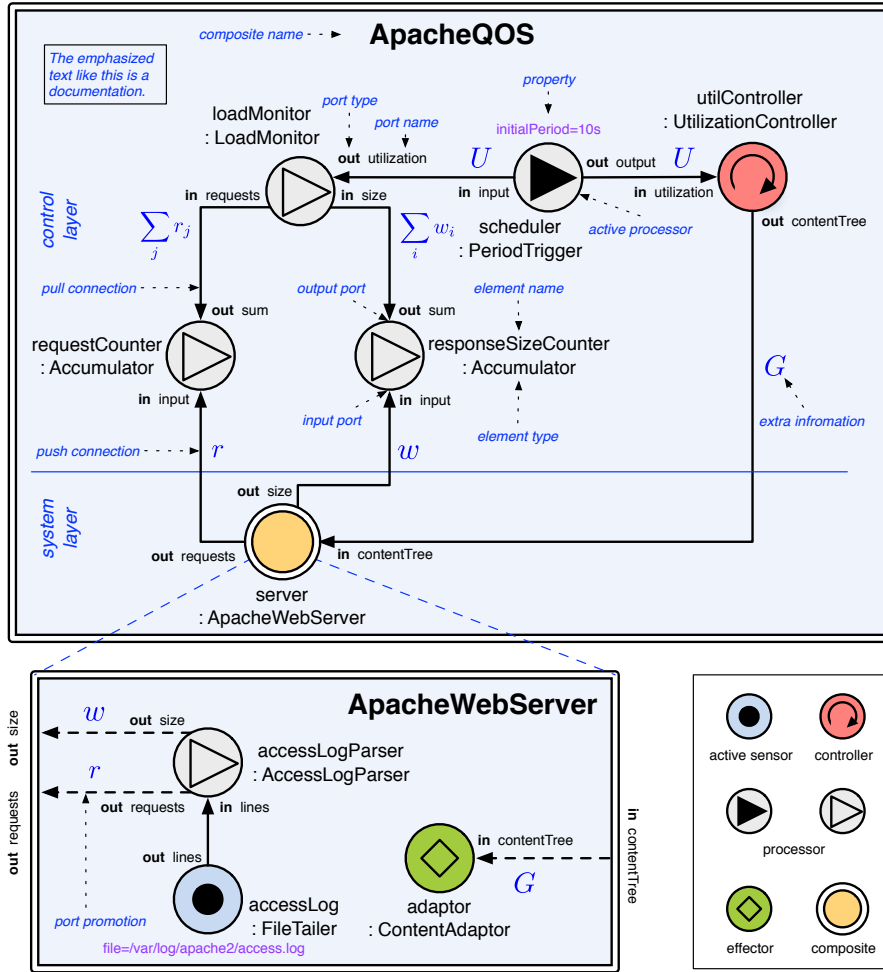 composite name
ApacheQOS
The emphasized
text like this is a
documentation.
property
loadMonitor
: LoadMonitor
port type
port name
initialPeriod=10s
utilController
: UtilizationController
out utilization
U
out output
U
in requests
in size
in input
in utilization
control
layer
∑ r_j
j
∑ w_i
i
scheduler
: PeriodTrigger
active processor
out contentTree
pull connection
output port
element name
out sum
out sum
requestCounter
: Accumulator
responseSizeCounter
: Accumulator
G
in input
in input
input port
element type
extra infromation
push connection
r
w
system
layer
out size
out requests
in contentTree
server
: ApacheWebServer
ApacheWebServer
out size
w
out size
accessLogParser
: AccessLogParser
r
out requests
out requests
in lines
out lines
in contentTree
in contentTree
G
port promotion
accessLog
: FileTailer
adaptor
: ContentAdaptor
file=/var/log/apache2/access.log
active sensor
controller
processor
effector
composite